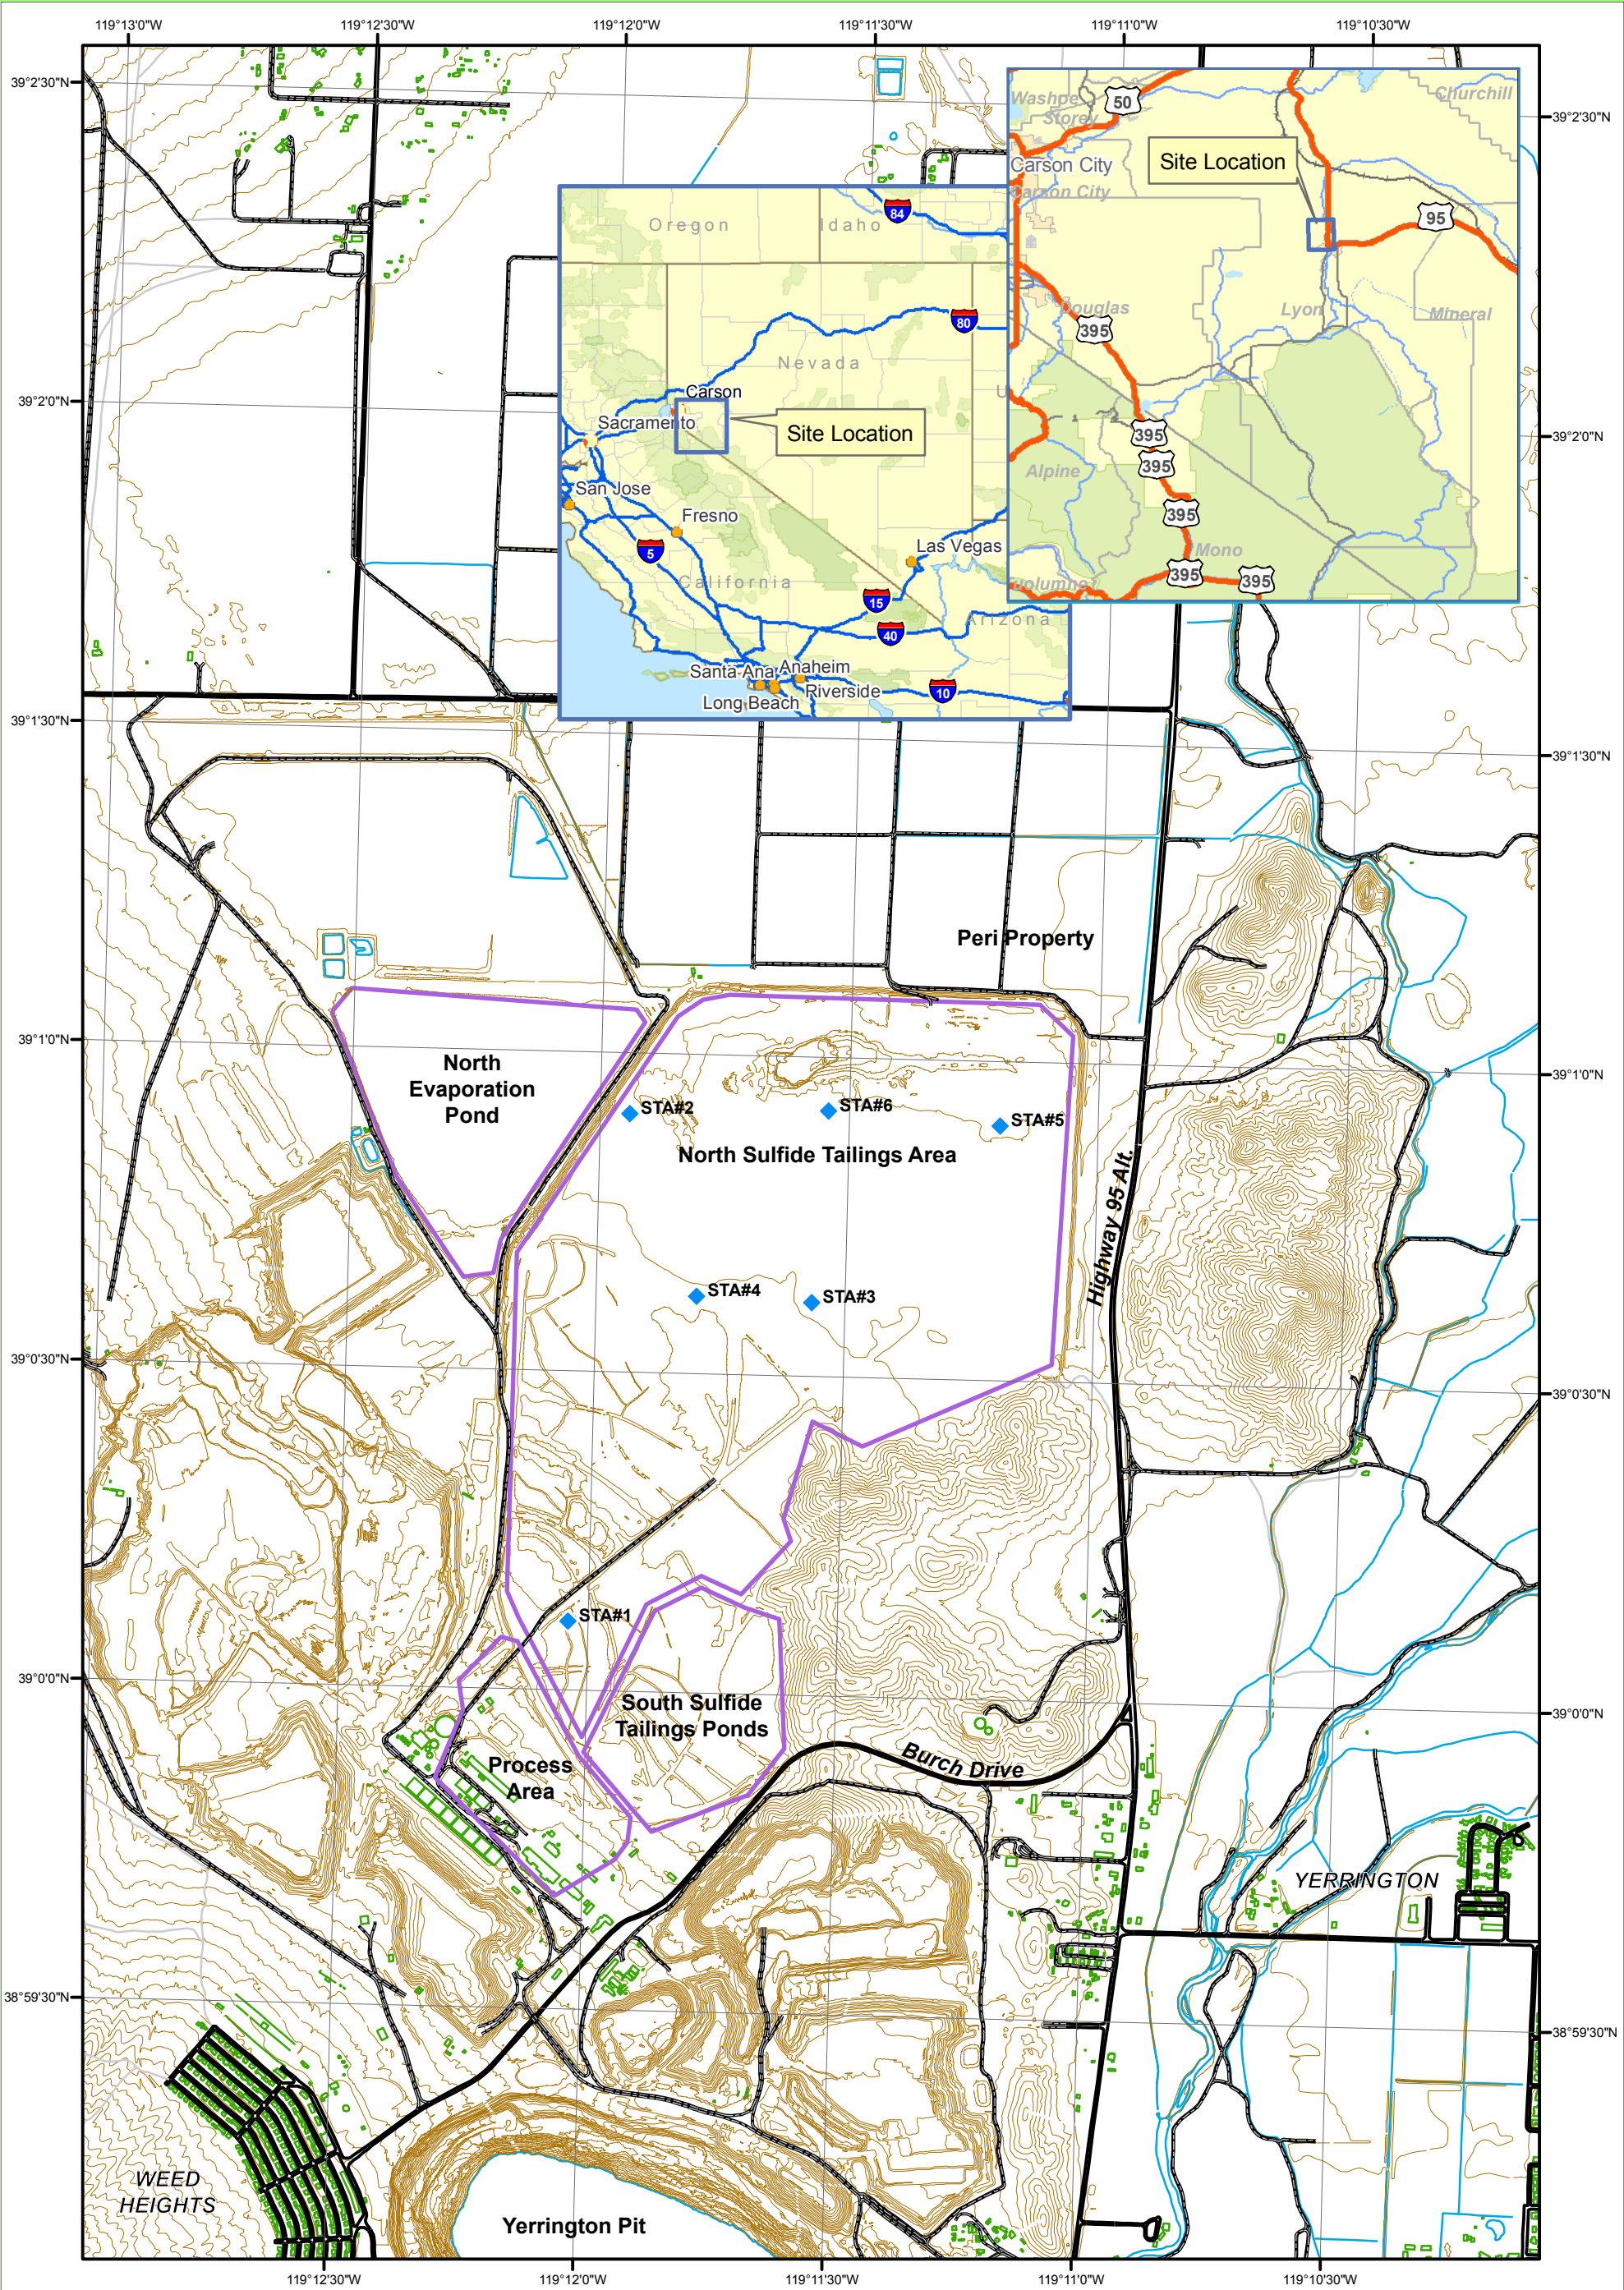 119°13'0"W
119°12'30"W
119°12'0"W
119°11'30"W
119°11'0"W
119°10'30"W
39°2'30"N
39°2'30"N
Washoe
Storey
50
Churchill
Carson City
Carson City
Site Location
95
Douglas
395
Lyon
Mineral
395
395
Alpine
395
Mono
Tuolumne
395
395
Oregon
Idaho
84
80
Nevada
Carson
U
Sacramento
Site Location
San Jose
Fresno
5
Las Vegas
California
15
40
Arizona
Santa Ana
Anaheim
Riverside
Long Beach
10
39°2'0"N
39°2'0"N
39°1'30"N
39°1'30"N
Peri Property
39°1'0"N
39°1'0"N
North
Evaporation
Pond
STA#2
STA#6
STA#5
North Sulfide Tailings Area
Highway 95 Alt.
STA#4
STA#3
39°0'30"N
39°0'30"N
STA#1
39°0'0"N
39°0'0"N
South Sulfide
Tailings Ponds
Process
Area
Burch Drive
YERRINGTON
38°59'30"N
38°59'30"N
WEED
HEIGHTS
Yerrington Pit
119°12'30"W
119°12'0"W
119°11'30"W
119°11'0"W
119°10'30"W